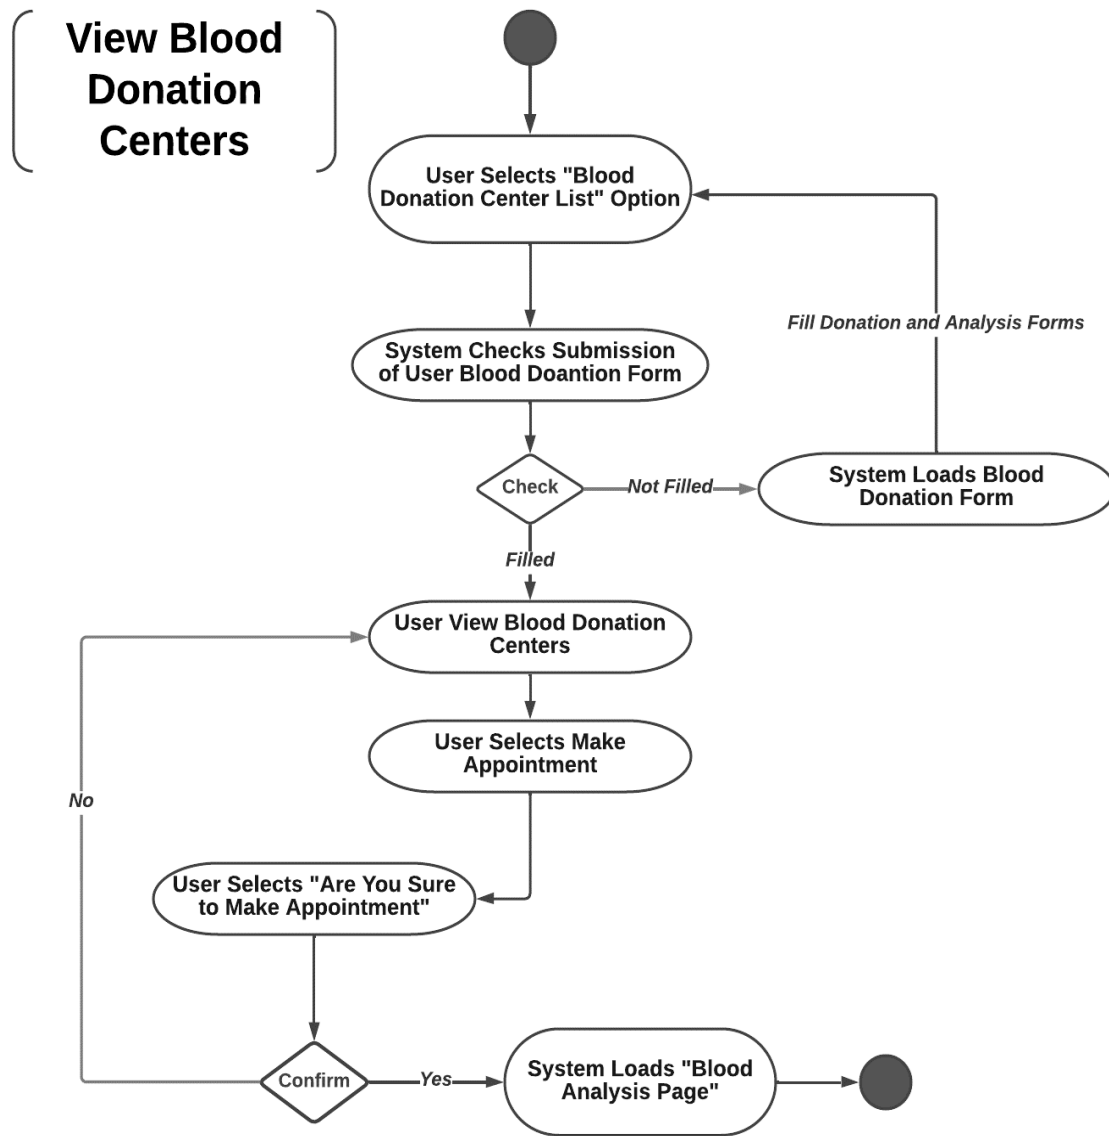 View Blood
Donation
Centers
User Selects "Blood
Donation Center List" Option
Fill Donation and Analysis Forms
System Checks Submission
of User Blood Doantion Form
Check
Not Filled
System Loads Blood
Donation Form
Filled
User View Blood Donation
Centers
User Selects Make
Appointment
No
User Selects "Are You Sure
to Make Appointment"
Confirm
Yes
System Loads "Blood
Analysis Page"